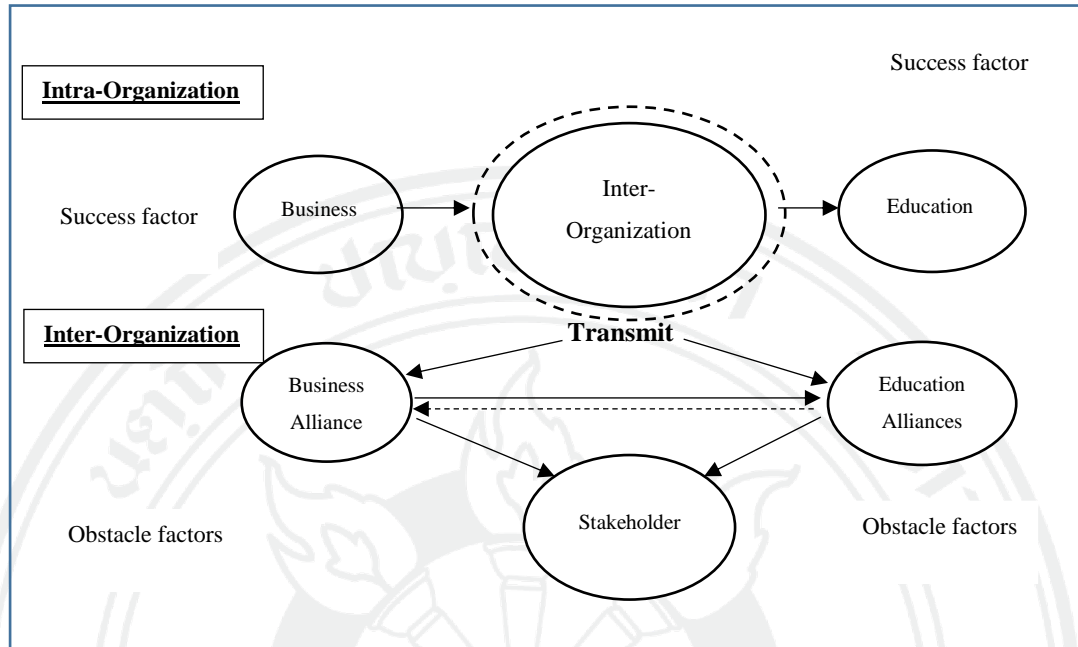 Success factor
Intra-Organization
Inter-
Organization
Business
Education
Success factor
Inter-Organization
Transmit
Business
Alliance
Education
Alliances
Stakeholder
Obstacle factors
Obstacle factors